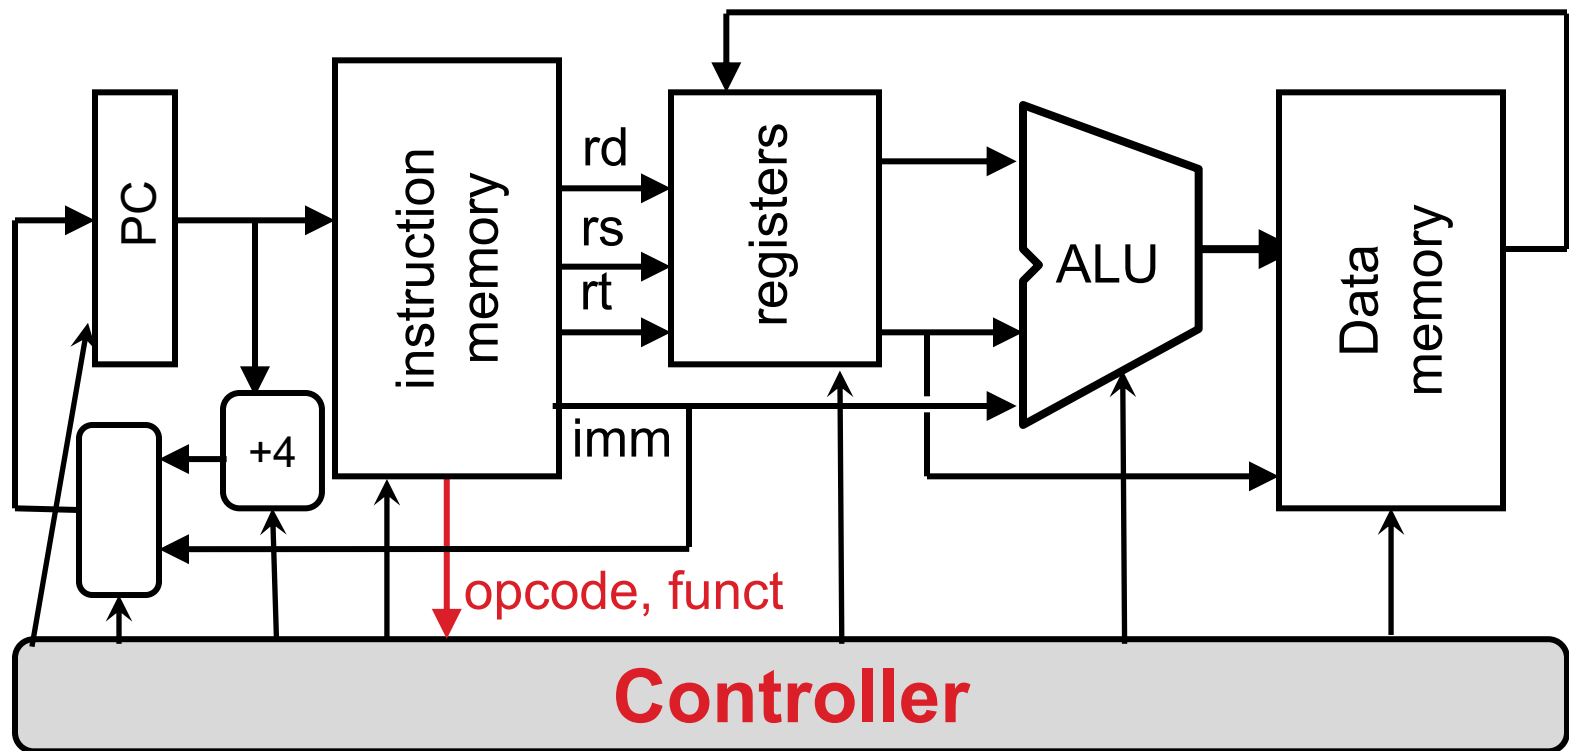 PC
instruction
memory
rd
rs
rt
imm
registers
ALU
Data
memory
+4
opcode, funct
Controller